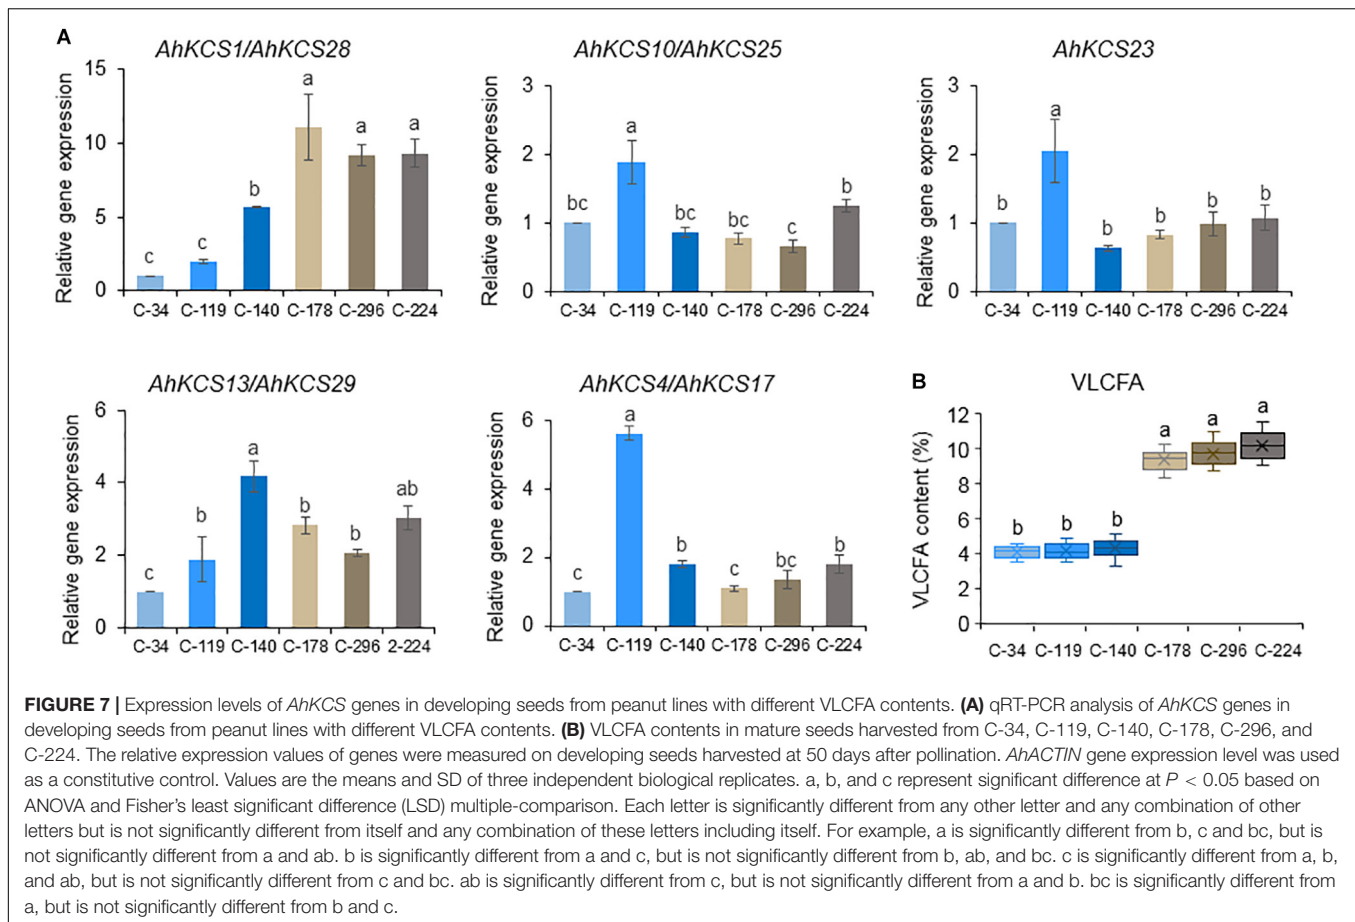 A
AhKCS1/AhKCS28
Relative gene expression
15
10
5
0
c
c
b
a
a
a
C-34 C-119 C-140 C-178 C-296 C-224
AhKCS10/AhKCS25
Relative gene expression
3
2
1
0
bc
a
bc
bc
c
b
C-34 C-119 C-140 C-178 C-296 C-224
AhKCS23
Relative gene expression
3
2
1
0
b
a
b
b
b
b
C-34 C-119 C-140 C-178 C-296 C-224
AhKCS13/AhKCS29
Relative gene expression
6
4
2
0
c
b
a
b
b
ab
C-34 C-119 C-140 C-178 C-296 2-224
AhKCS4/AhKCS17
Relative gene expression
6
4
2
0
c
a
b
c
bc
b
C-34 C-119 C-140 C-178 C-296 C-224
B
VLCFA
VLCFA content (%)
12
10
8
6
4
2
0
b
b
b
a
a
a
C-34 C-119 C-140 C-178 C-296 C-224
FIGURE 7 | Expression levels of AhKCS genes in developing seeds from peanut lines with different VLCFA contents. (A) qRT-PCR analysis of AhKCS genes in
developing seeds from peanut lines with different VLCFA contents. (B) VLCFA contents in mature seeds harvested from C-34, C-119, C-140, C-178, C-296, and
C-224. The relative expression values of genes were measured on developing seeds harvested at 50 days after pollination. AhACTIN gene expression level was used
as a constitutive control. Values are the means and SD of three independent biological replicates. a, b, and c represent significant difference at P < 0.05 based on
ANOVA and Fisher's least significant difference (LSD) multiple-comparison. Each letter is significantly different from any other letter and any combination of other
letters but is not significantly different from itself and any combination of these letters including itself. For example, a is significantly different from b, c and bc, but is
not significantly different from a and ab. b is significantly different from a and c, but is not significantly different from b, ab, and bc. c is significantly different from a, b,
and ab, but is not significantly different from c and bc. ab is significantly different from c, but is not significantly different from a and b. bc is significantly different from
a, but is not significantly different from b and c.